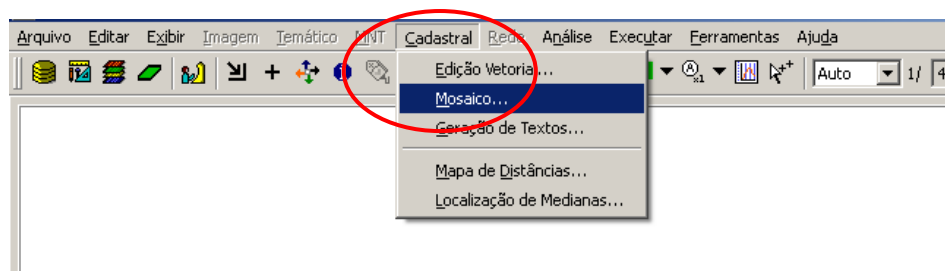 Arquivo Editar Exibir Imagem Temático MNT Cadastral Rede Análise Executar Ferramentas Ajuda
Auto 1/ 4
Edição Vetorial...
Mosaico...
Geração de Textos...
Mapa de Distâncias...
Localização de Medianas...